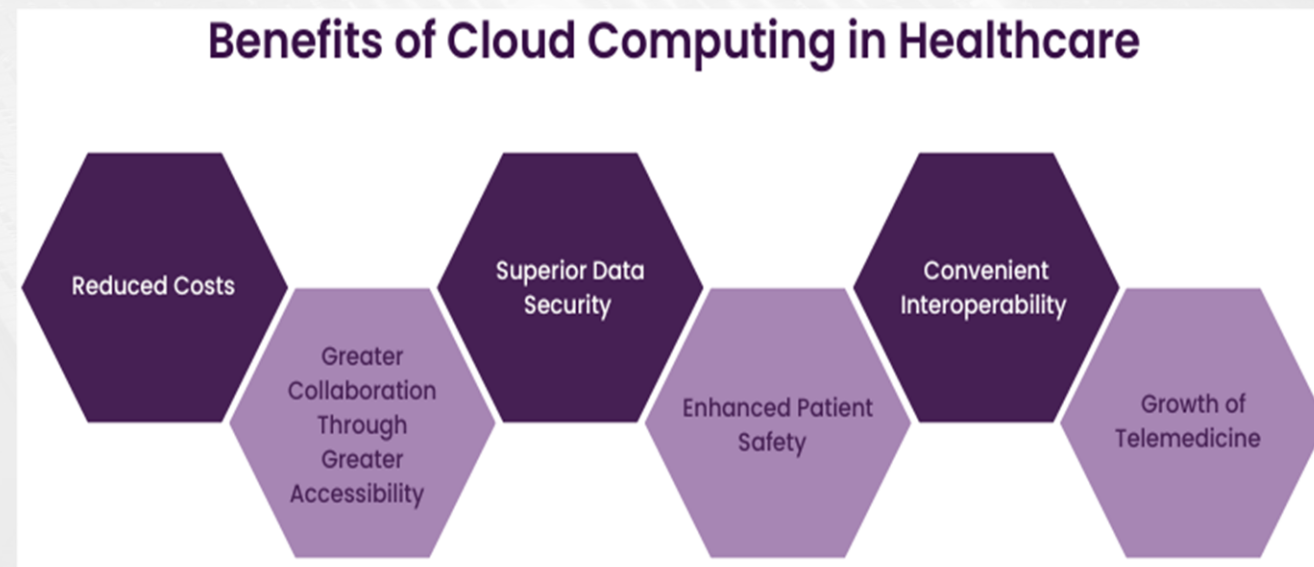 Benefits of Cloud Computing in Healthcare
Reduced Costs
Greater
Collaboration
Through
Greater
Accessibility
Superior Data
Security
Enhanced Patient
Safety
Convenient
Interoperability
Growth of
Telemedicine